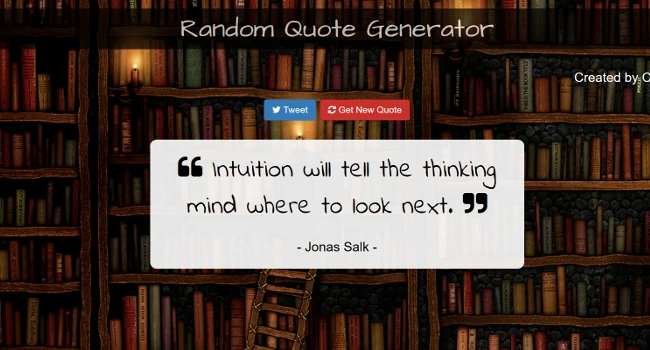 Random Quote Generator
Created by C
Tweet
Get New Quote
“ Intuition will tell the thinking
mind where to look next. ”
- Jonas Salk -